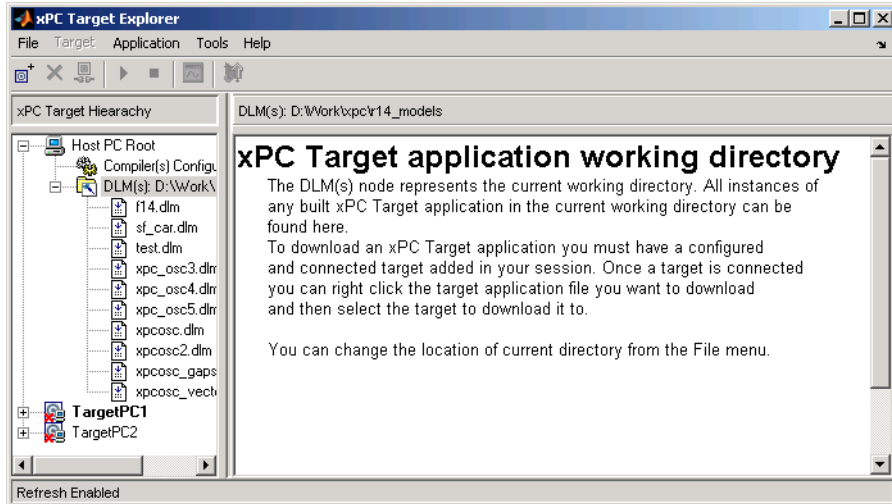 xPC Target Explorer
File Target Application Tools Help
xPC Target Hiearachy
DLM(s): D:\Work\xpc\r14_models
Host PC Root
Compiler(s) Configu
DLM(s): D:\Work\
f14.dlm
sf_car.dlm
test.dlm
xpc_osc3.dlm
xpc_osc4.dlm
xpc_osc5.dlm
xpcosc.dlm
xpcosc2.dlm
xpcosc_gaps
xpcosc_vect
TargetPC1
TargetPC2
xPC Target application working directory
The DLM(s) node represents the current working directory. All instances of
any built xPC Target application in the current working directory can be
found here.
To download an xPC Target application you must have a configured
and connected target added in your session. Once a target is connected
you can right click the target application file you want to download
and then select the target to download it to.
You can change the location of current directory from the File menu.
Refresh Enabled